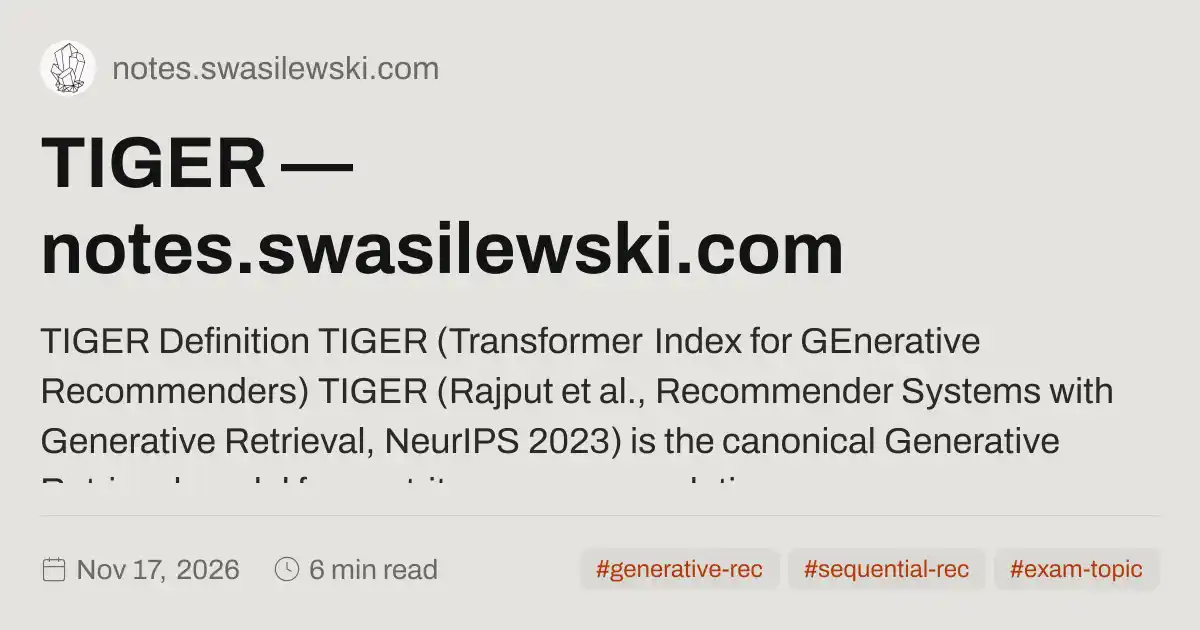 notes.swasilewski.com
TIGER —
notes.swasilewski.com
TIGER Definition TIGER (Transformer Index for GEnerative
Recommenders) TIGER (Rajput et al., Recommender Systems with
Generative Retrieval, NeurIPS 2023) is the canonical Generative
Nov 17, 2026
6 min read
#generative-rec
#sequential-rec
#exam-topic